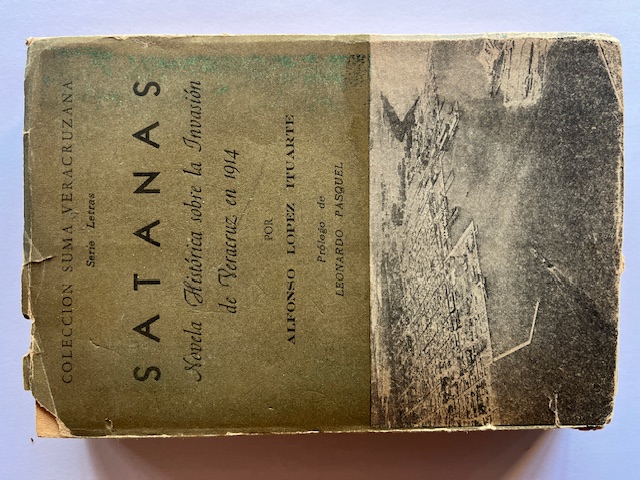 COLECCION SUMA VERACRUZANA
Serie Letras
SATANAS
Novela Histórica sobre la Invasión
de Veracruz en 1914
POR
ALFONSO LOPEZ ITUARTE
Prólogo de
LEONARDO PASQUEL